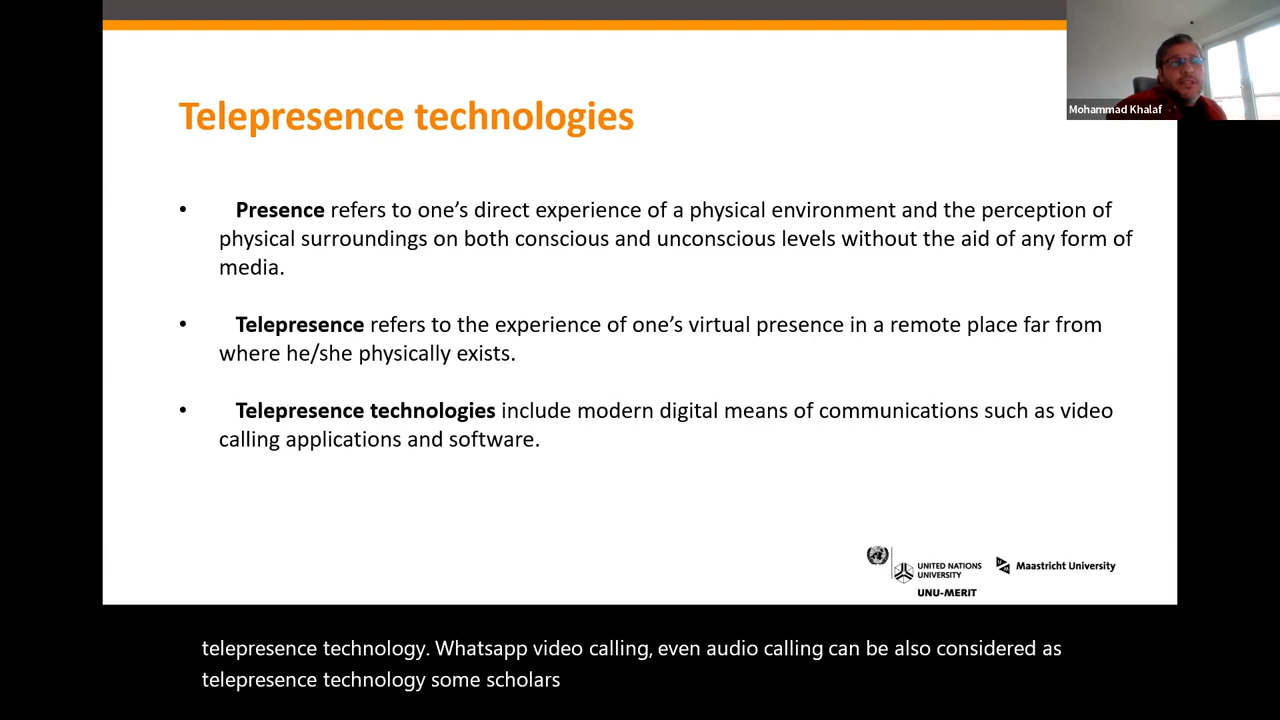 Mohammad Khalaf
Telepresence technologies
• Presence refers to one’s direct experience of a physical environment and the perception of
physical surroundings on both conscious and unconscious levels without the aid of any form of
media.
• Telepresence refers to the experience of one’s virtual presence in a remote place far from
where he/she physically exists.
• Telepresence technologies include modern digital means of communications such as video
calling applications and software.
UNITED NATIONS
UNIVERSITY
UNU-MERIT
Maastricht University
telepresence technology. Whatsapp video calling, even audio calling can be also considered as
telepresence technology some scholars